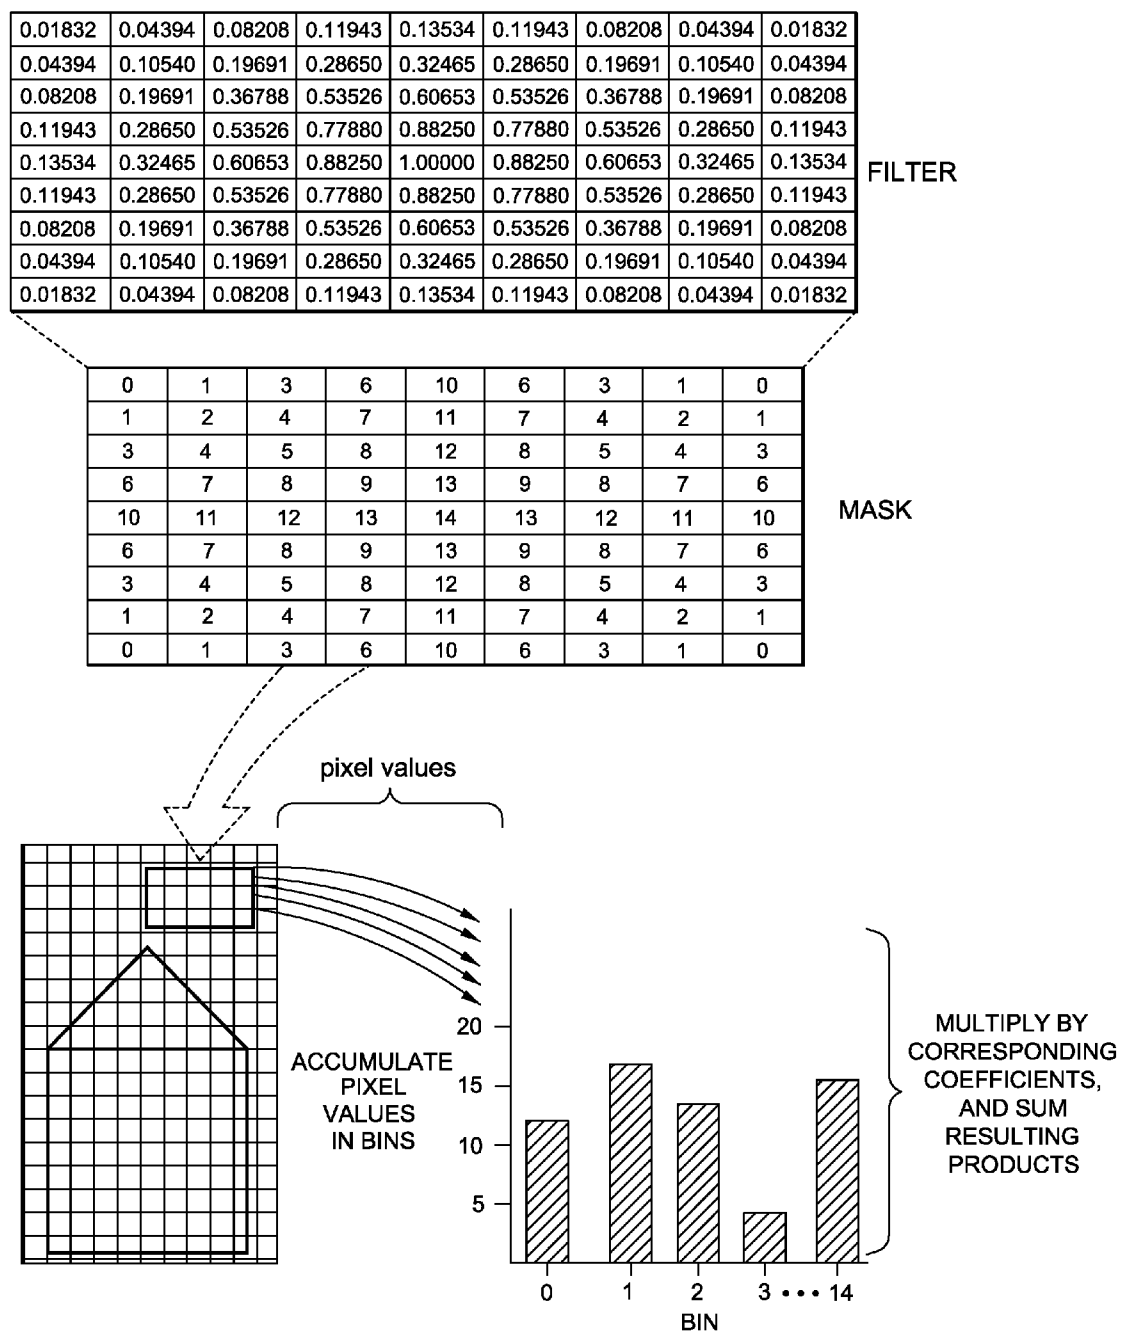 0.01832 0.04394 0.08208 0.11943 0.13534 0.11943 0.08208 0.04394 0.01832
0.04394 0.10540 0.19691 0.28650 0.32465 0.28650 0.19691 0.10540 0.04394
0.08208 0.19691 0.36788 0.53526 0.60653 0.53526 0.36788 0.19691 0.08208
0.11943 0.28650 0.53526 0.77880 0.88250 0.77880 0.53526 0.28650 0.11943
0.13534 0.32465 0.60653 0.88250 1.00000 0.88250 0.60653 0.32465 0.13534
0.11943 0.28650 0.53526 0.77880 0.88250 0.77880 0.53526 0.28650 0.11943
0.08208 0.19691 0.36788 0.53526 0.60653 0.53526 0.36788 0.19691 0.08208
0.04394 0.10540 0.19691 0.28650 0.32465 0.28650 0.19691 0.10540 0.04394
0.01832 0.04394 0.08208 0.11943 0.13534 0.11943 0.08208 0.04394 0.01832
FILTER
0 1 3 6 10 6 3 1 0
1 2 4 7 11 7 4 2 1
3 4 5 8 12 8 5 4 3
6 7 8 9 13 9 8 7 6
10 11 12 13 14 13 12 11 10
6 7 8 9 13 9 8 7 6
3 4 5 8 12 8 5 4 3
1 2 4 7 11 7 4 2 1
0 1 3 6 10 6 3 1 0
MASK
pixel values
ACCUMULATE
PIXEL
VALUES
IN BINS
20
15
10
5
0 1 2 3 ••• 14
BIN
MULTIPLY BY
CORRESPONDING
COEFFICIENTS,
AND SUM
RESULTING
PRODUCTS